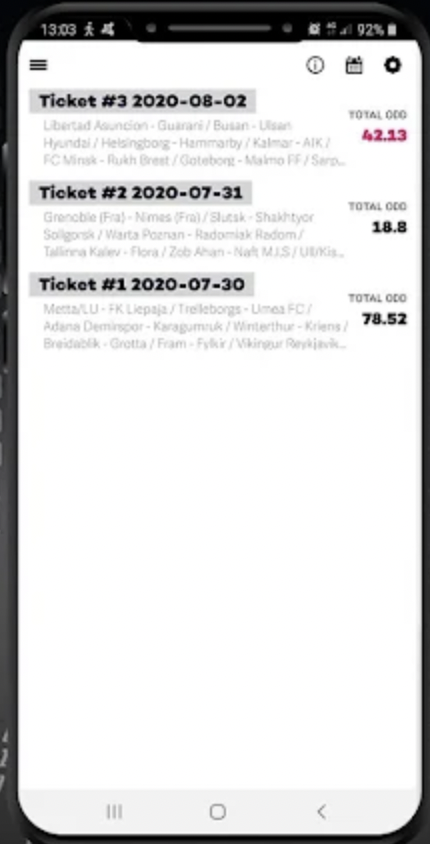 13:03 92%
Ticket #3 2020-08-02
TOTAL ODD
42.13
Libertad Asuncion - Guarani / Busan - Ulsan
Hyundai / Helsingborg - Hammarby / Kalmar - AIK /
FC Minsk - Rukh Brest / Goteborg - Malmo FF / Sarp...
Ticket #2 2020-07-31
TOTAL ODD
18.8
Grenoble (Fra) - Nimes (Fra) / Slutsk - Shakhtyor
Soligorsk / Warta Poznan - Radomiak Radom /
Tallinna Kalev - Flora / Zob Ahan - Naft M.I.S / Ull/Kis...
Ticket #1 2020-07-30
TOTAL ODD
78.52
Metta/LU - FK Liepaja / Trelleborgs - Umea FC /
Adana Demirspor - Karagumruk / Winterthur - Kriens /
Breidablik - Grotta / Fram - Fylkir / Vikingur Reykjavik...